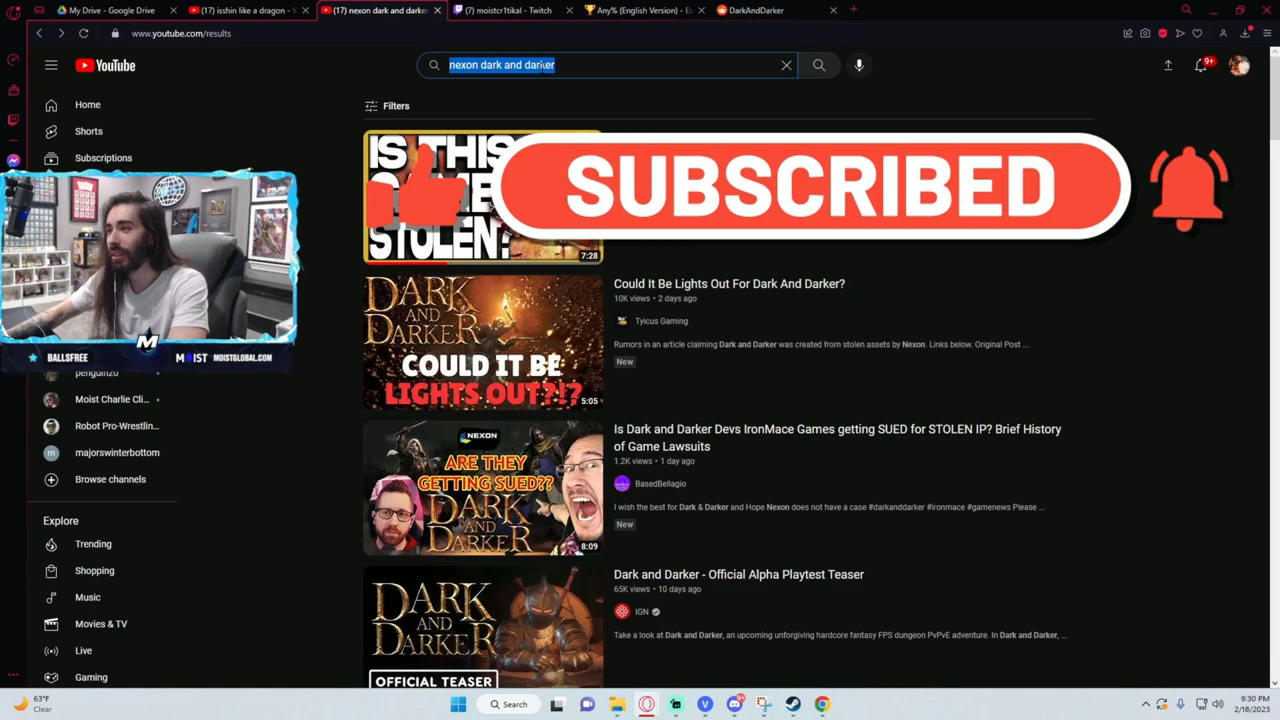 My Drive - Google Drive
(17) isshin like a dragon -
(17) nexon dark and darker
(7) moistcr1tikal - Twitch
Any% (English) - Ev
DarkAndDarker
www.youtube.com/results
YouTube
nexon dark and darker
9+
Home
Shorts
Subscriptions
penguinz0
Moist Charlie Cli...
Robot Pro-Wrestlin...
majorswinterbottom
Browse channels
Explore
Trending
Shopping
Music
Movies & TV
Live
Gaming
BALLSFREE
MOIST MOISTGLOBAL.COM
Filters
IS THIS
STOLEN?
7:28
SUBSCRIBED
DARK
AND
DARKER
COULD IT BE
LIGHTS OUT?!?
5:05
Could It Be Lights Out For Dark And Darker?
10K views • 2 days ago
Tyicus Gaming
Rumors in an article claiming Dark and Darker was created from stolen assets by Nexon. Links below. Original Post ...
New
NEXON
ARE THEY
GETTING SUED??
DARK
AND
DARKER
8:09
Is Dark and Darker Devs IronMace Games getting SUED for STOLEN IP? Brief History
of Game Lawsuits
1.2K views • 1 day ago
BasedBellagio
I wish the best for Dark & Darker and Hope Nexon does not have a case #darkanddarker #ironmace #gamenews Please ...
New
DARK
AND
DARKER
OFFICIAL TEASER
Dark and Darker - Official Alpha Playtest Teaser
65K views • 10 days ago
IGN
Take a look at Dark and Darker, an upcoming unforgiving hardcore fantasy FPS dungeon PvPvE adventure. In Dark and Darker, ...
63°F
Clear
Search
9:30 PM
2/18/2023